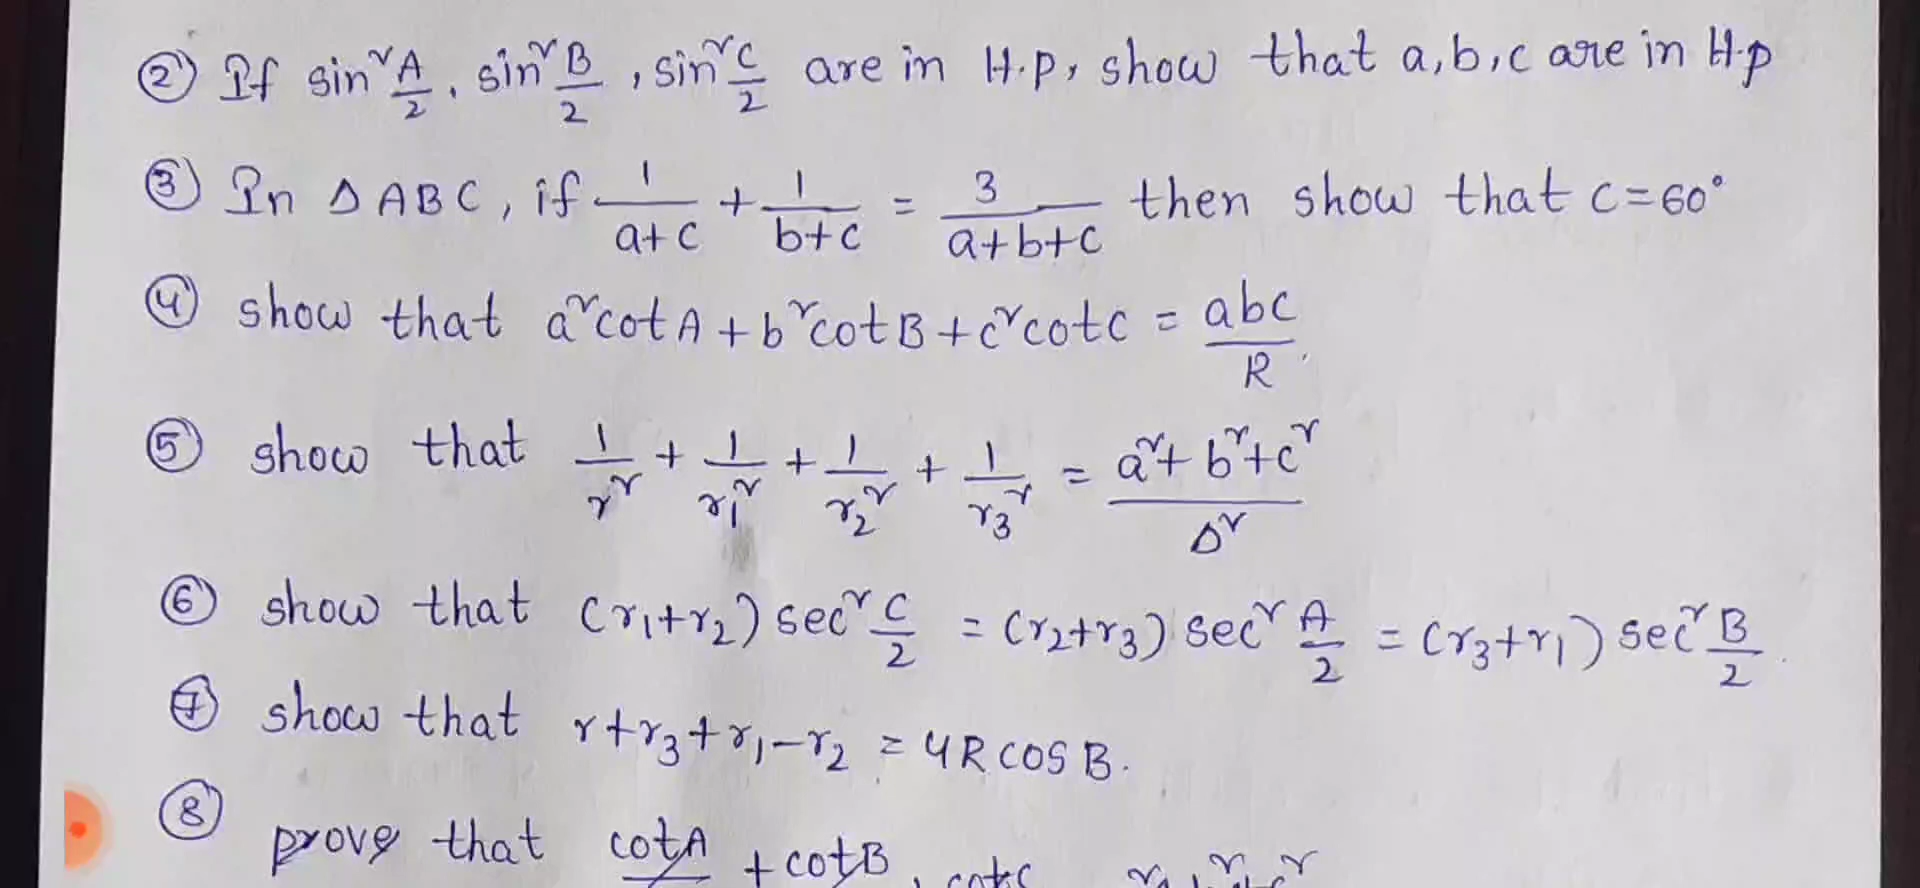 ② If sin²A/2, sin²B/2, sin²C/2 are in H.P, show that a,b,c are in H.p
③ In ΔABC, if 1/(a+c) + 1/(b+c) = 3/(a+b+c) then show that C=60°
④ show that a²cotA+b²cotB+c²cotC = abc/R.
⑤ show that 1/r² + 1/r₁² + 1/r₂² + 1/r₃² = (a²+b²+c²)/Δ²
⑥ show that (r₁+r₂)sec²C/2 = (r₂+r₃)sec²A/2 = (r₃+r₁)sec²B/2.
⑦ show that r+r₃+r₁-r₂ = 4RCOSB.
⑧ prove that cotA + cotB